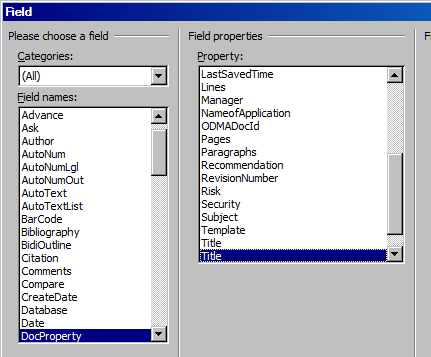 Field
Please choose a field
Categories:
(All)
Field names:
Advance
Ask
Author
AutoNum
AutoNumLgl
AutoNumOut
AutoText
AutoTextList
BarCode
Bibliography
BidiOutline
Citation
Comments
Compare
CreateDate
Database
Date
DocProperty
Field properties
Property:
LastSavedTime
Lines
Manager
NameofApplication
ODMADocId
Pages
Paragraphs
Recommendation
RevisionNumber
Risk
Security
Subject
Template
Title
Title
F